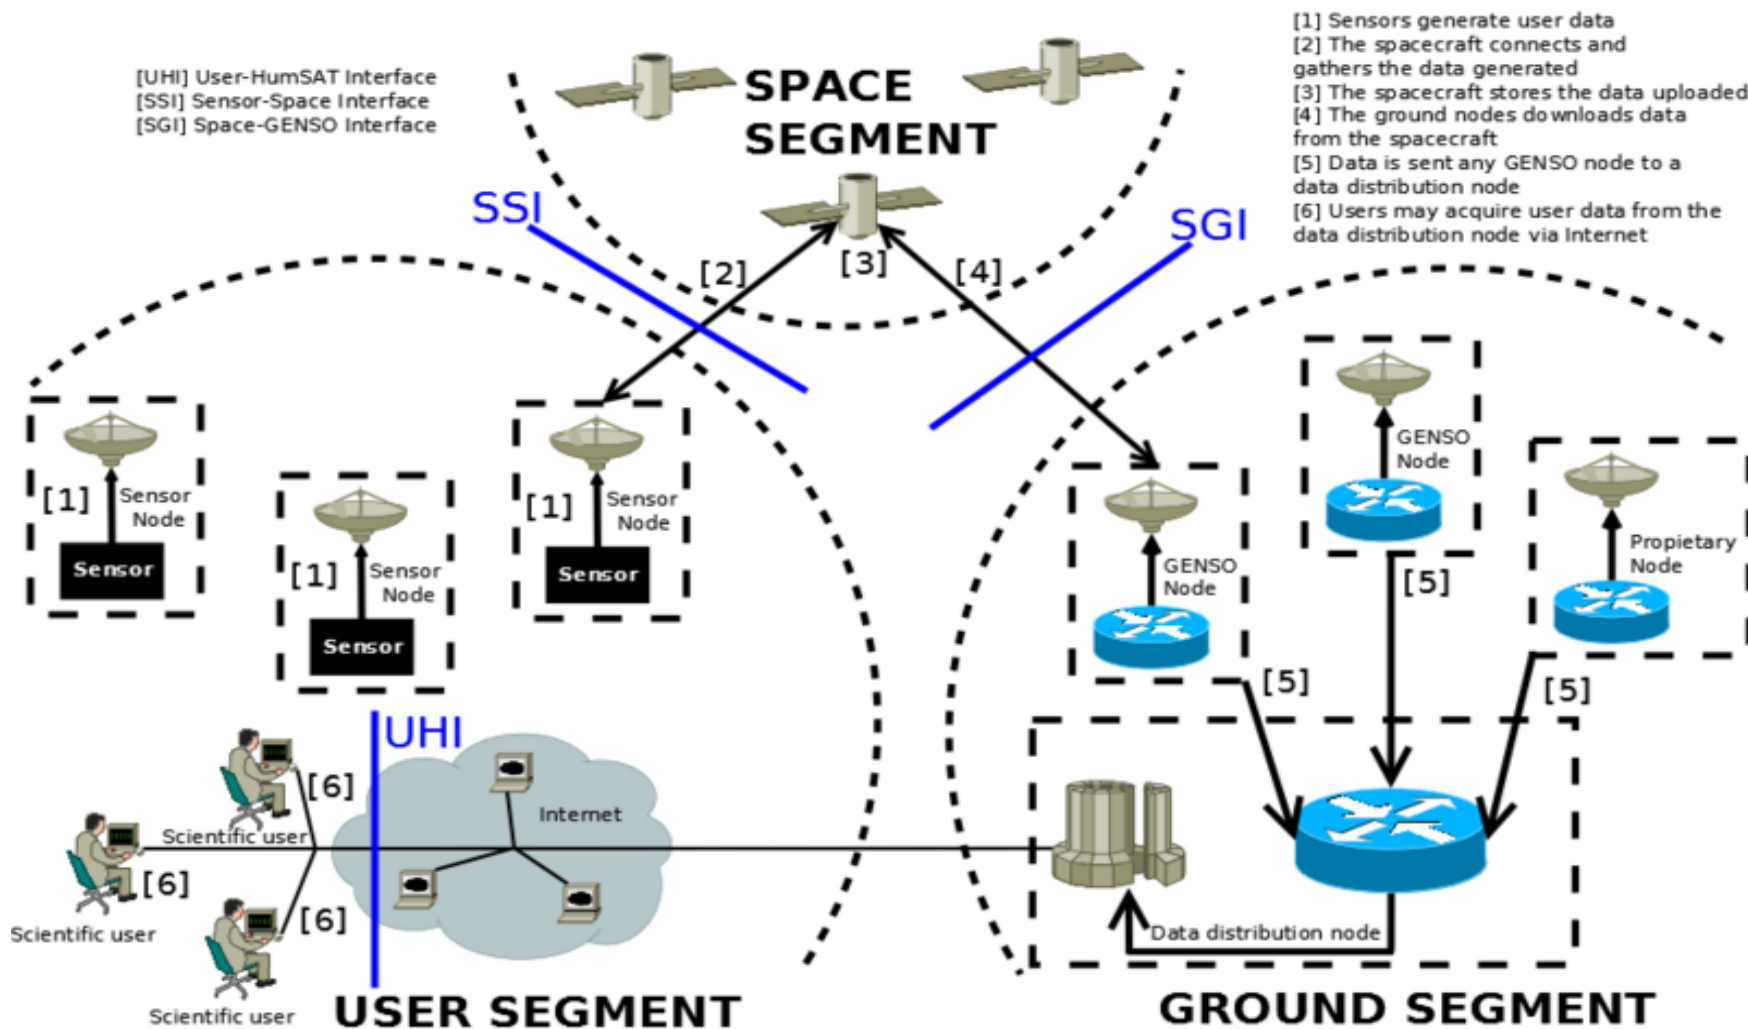 [UHI] User-HumSAT Interface
[SSI] Sensor-Space Interface
[SGI] Space-GENSO Interface
SPACE
SEGMENT
[1] Sensors generate user data
[2] The spacecraft connects and
gathers the data generated
[3] The spacecraft stores the data uploaded
[4] The ground nodes downloads data
from the spacecraft
[5] Data is sent any GENSO node to a
data distribution node
[6] Users may acquire user data from the
data distribution node via Internet
SSI
SGI
[2]
[3]
[4]
[1]
Sensor
Node
Sensor
[1]
Sensor
Node
Sensor
[1]
Sensor
Node
Sensor
GENSO
Node
GENSO
Node
Propietary
Node
[5]
[5]
[5]
UHI
Internet
[6]
Scientific user
[6]
Scientific user
[6]
Scientific user
Data distribution node
USER SEGMENT
GROUND SEGMENT